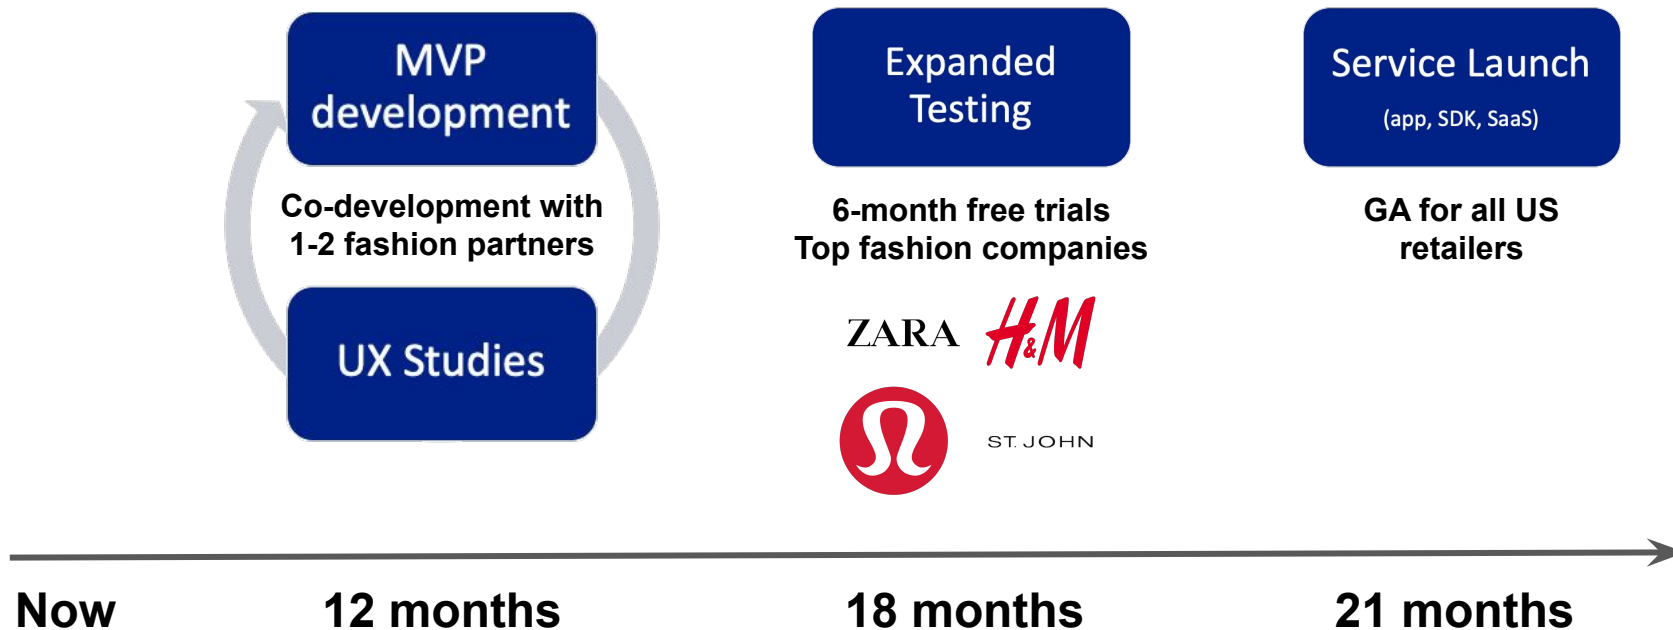 MVP
development
Co-development with
1-2 fashion partners
UX Studies
Expanded
Testing
6-month free trials
Top fashion companies
ZARA
H&M
ST. JOHN
Service Launch
(app, SDK, SaaS)
GA for all US
retailers
Now
12 months
18 months
21 months